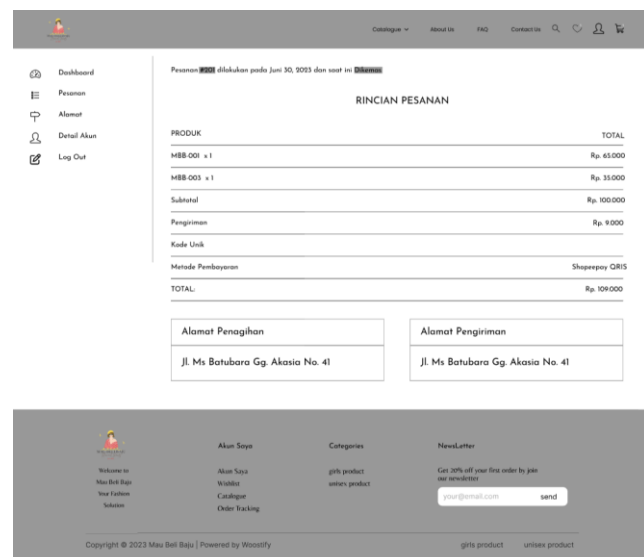 Catalogue
About Us
FAQ
Contact Us
Dashboard
Pesanan
Alamat
Detail Akun
Log Out
Pesanan #201 dilakukan pada Juni 30, 2023 dan saat ini Dikemas
RINCIAN PESANAN
PRODUK TOTAL
MBB-001 x 1 Rp. 65.000
MBB-003 x 1 Rp. 35.000
Subtotal Rp. 100.000
Pengiriman Rp. 9.000
Kode Unik
Metode Pembayaran Shopeepay QRIS
TOTAL: Rp. 109.000
Alamat Penagihan
Jl. Ms Batubara Gg. Akasia No. 41
Alamat Pengiriman
Jl. Ms Batubara Gg. Akasia No. 41
Welcome to
Mau Beli Baju
Your Fashion
Solution
Akun Saya
Akun Saya
Wishlist
Catalogue
Order Tracking
Categories
girls product
unisex product
NewsLetter
Get 20% off your first order by join
our newsletter
your@email.com send
Copyright © 2023 Mau Beli Baju | Powered by Woostify
girls product unisex product